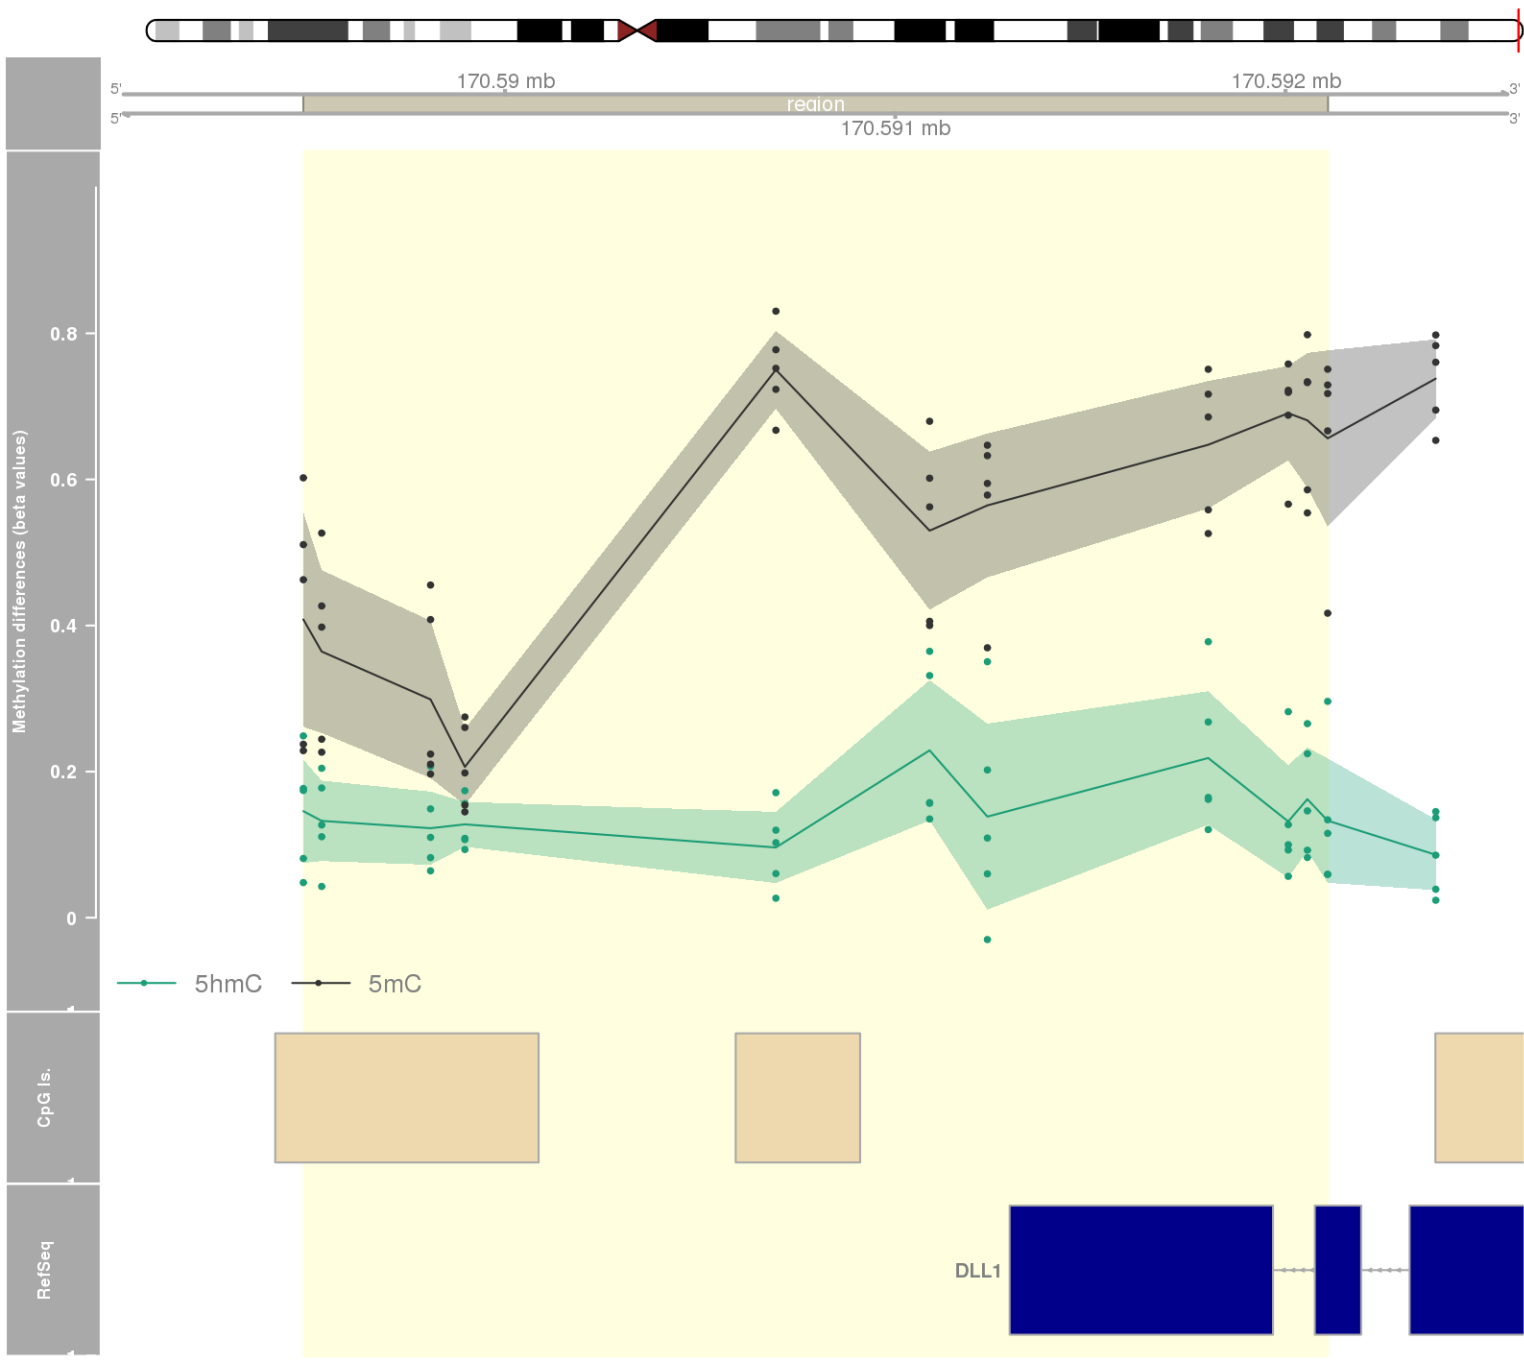 170.59 mb
170.592 mb
5'
3'
region
5'
3'
170.591 mb
Methylation differences (beta values)
0.8
0.6
0.4
0.2
0
5hmC
5mC
CpG Is.
RefSeq
DLL1